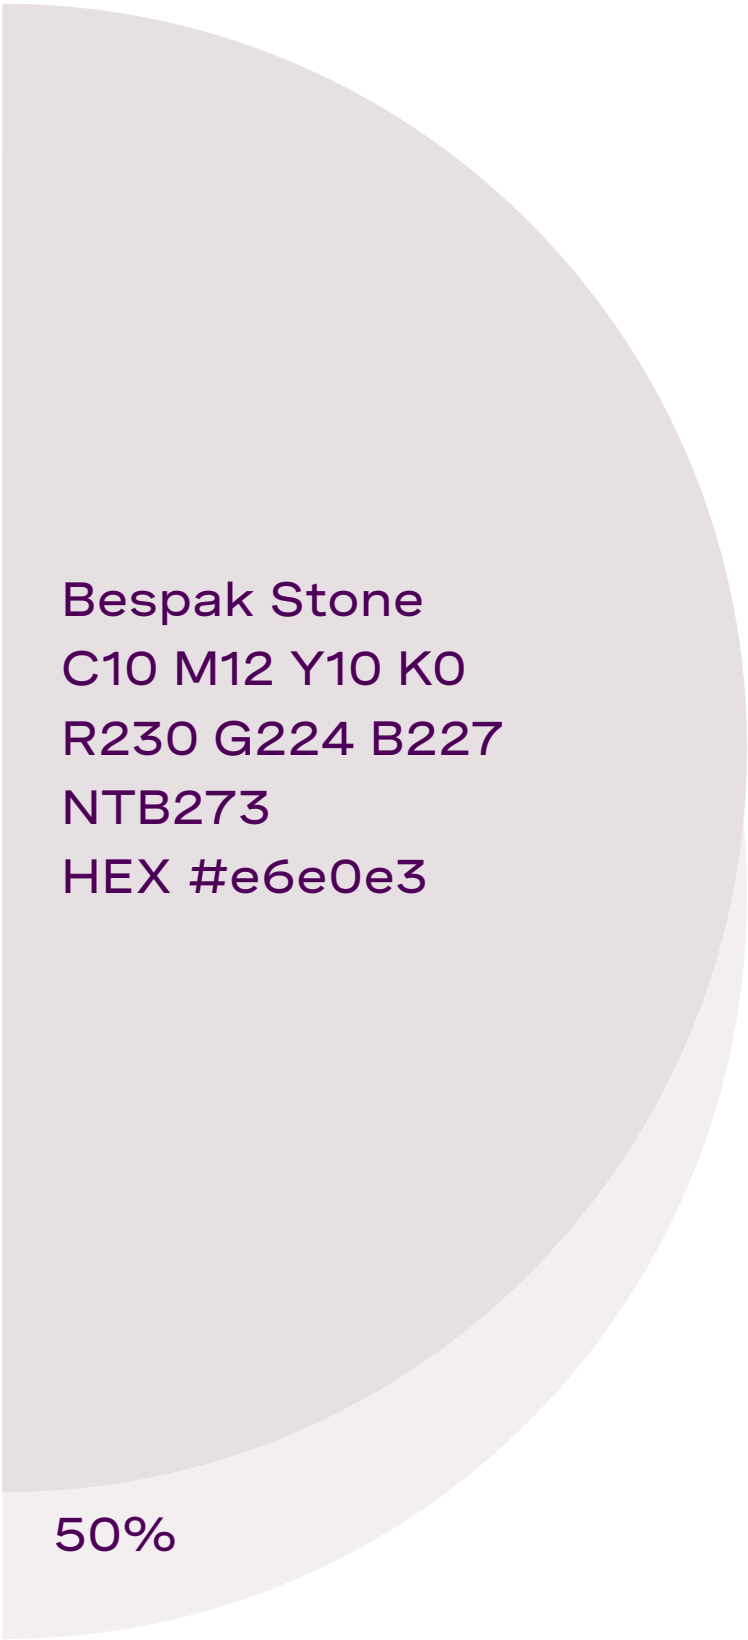 Bespak Stone
C10 M12 Y10 K0
R230 G224 B227
NTB273
HEX #e6e0e3
50%